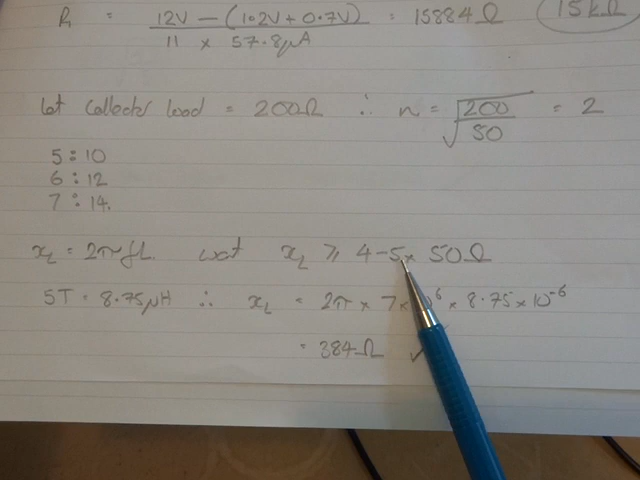 R₁ = 12V - (1.2V + 0.7V) / 11 × 57.8μA = 15884Ω 15kΩ
Let collector load = 200Ω ∴ n = √200/50 = 2
5 : 10
6 : 12
7 : 14.
xL = 2πfL. want xL ≥ 4-5 × 50Ω
5T = 8.75μH ∴ xL = 2π × 7 × 10⁶ × 8.75 × 10⁻⁶
= 384Ω ✓